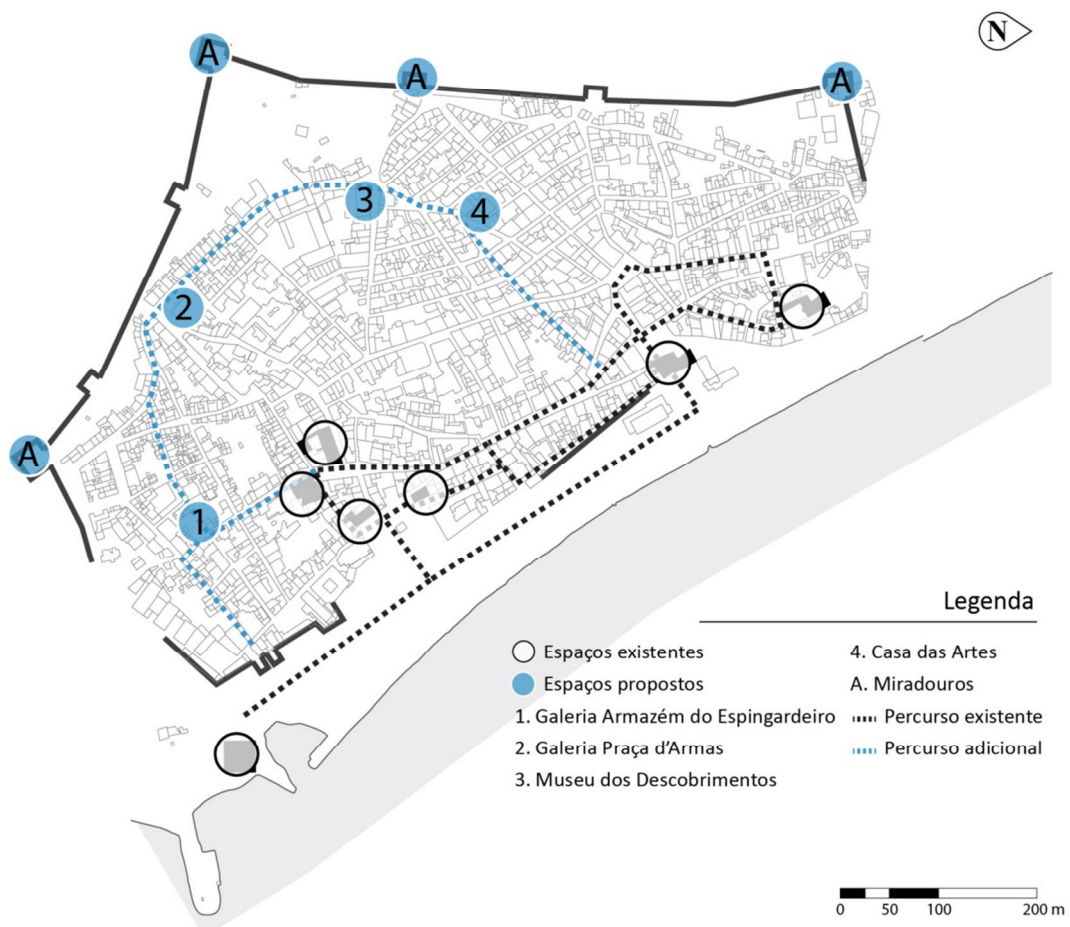 N
A
A
A
3
4
2
A
1
Legenda
Espaços existentes
Espaços propostos
1. Galeria Armazém do Espingardeiro
2. Galeria Praça d’Armas
3. Museu dos Descobrimentos
4. Casa das Artes
A. Miradouros
Percurso existente
Percurso adicional
0 50 100 200 m